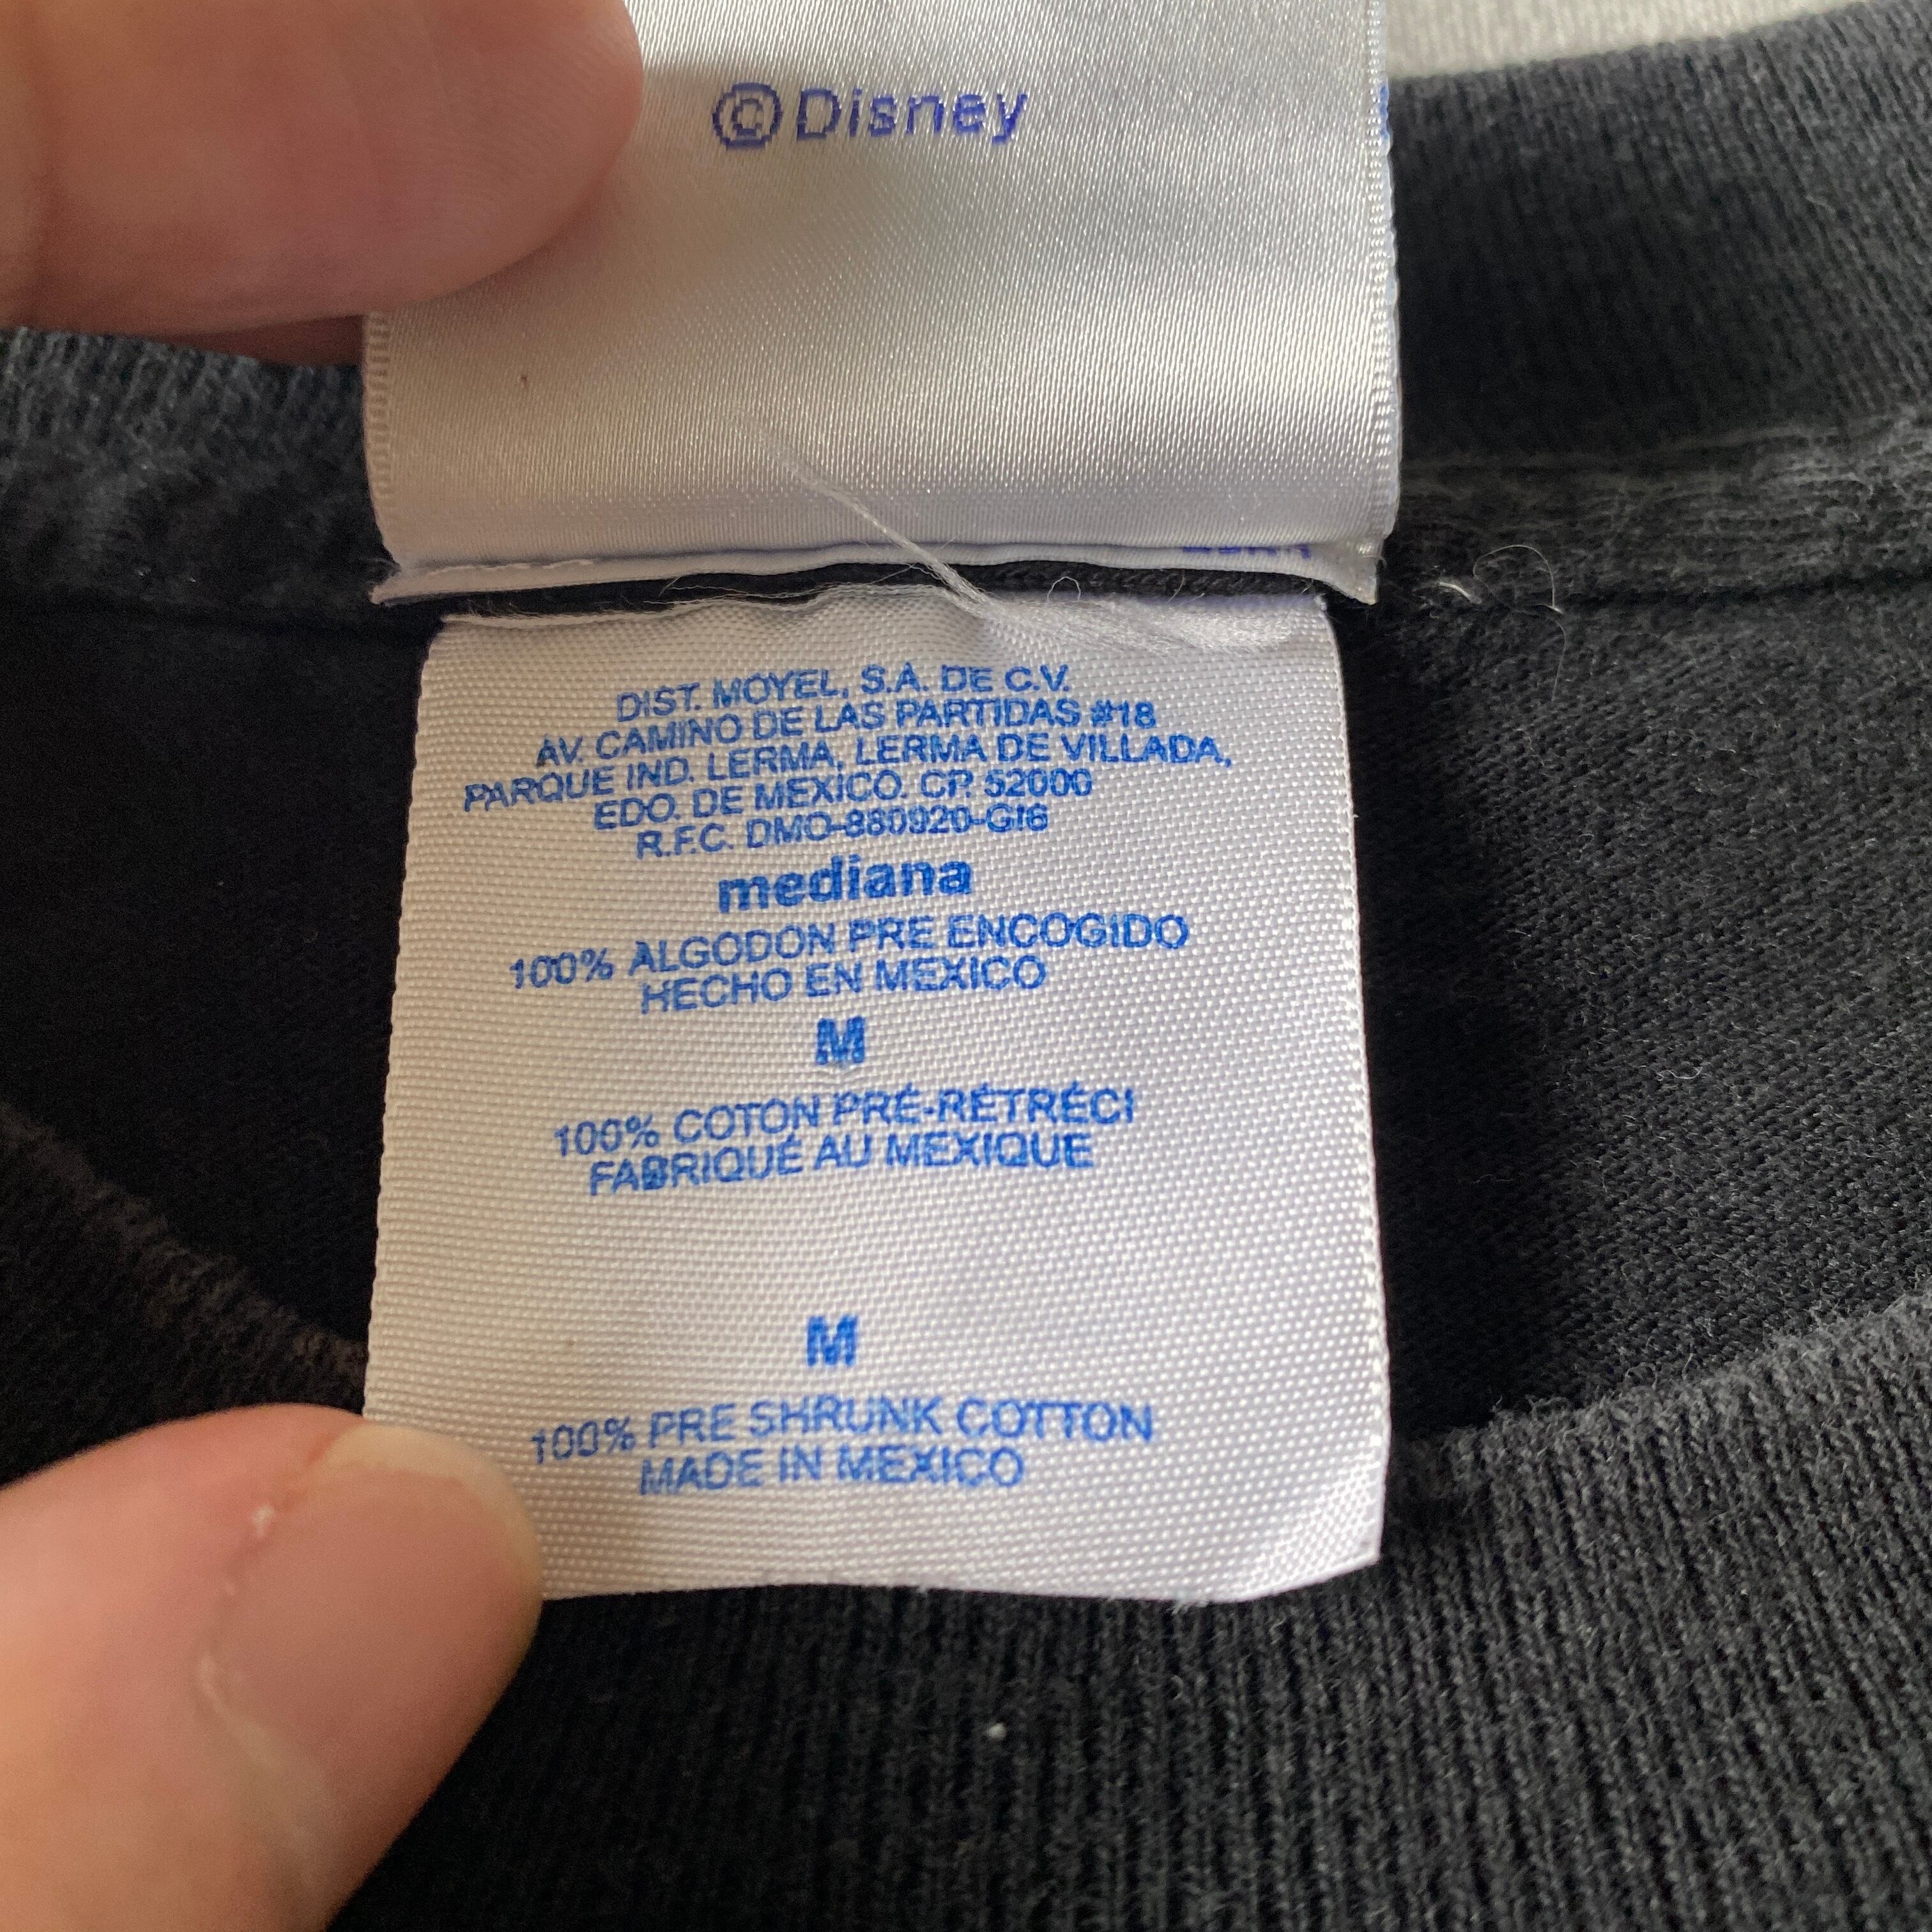 ©Disney
DIST. MOYEL, S.A. DE C.V.
AV. CAMINO DE LAS PARTIDAS #18
PARQUE IND. LERMA, LERMA DE VILLADA,
EDO. DE MEXICO. C.P. 52000
R.F.C. DMO-880920-GI6
mediana
100% ALGODON PRE ENCOGIDO
HECHO EN MEXICO
M
100% COTON PRÉ-RÉTRÉCI
FABRIQUÉ AU MEXIQUE
M
100% PRE SHRUNK COTTON
MADE IN MEXICO